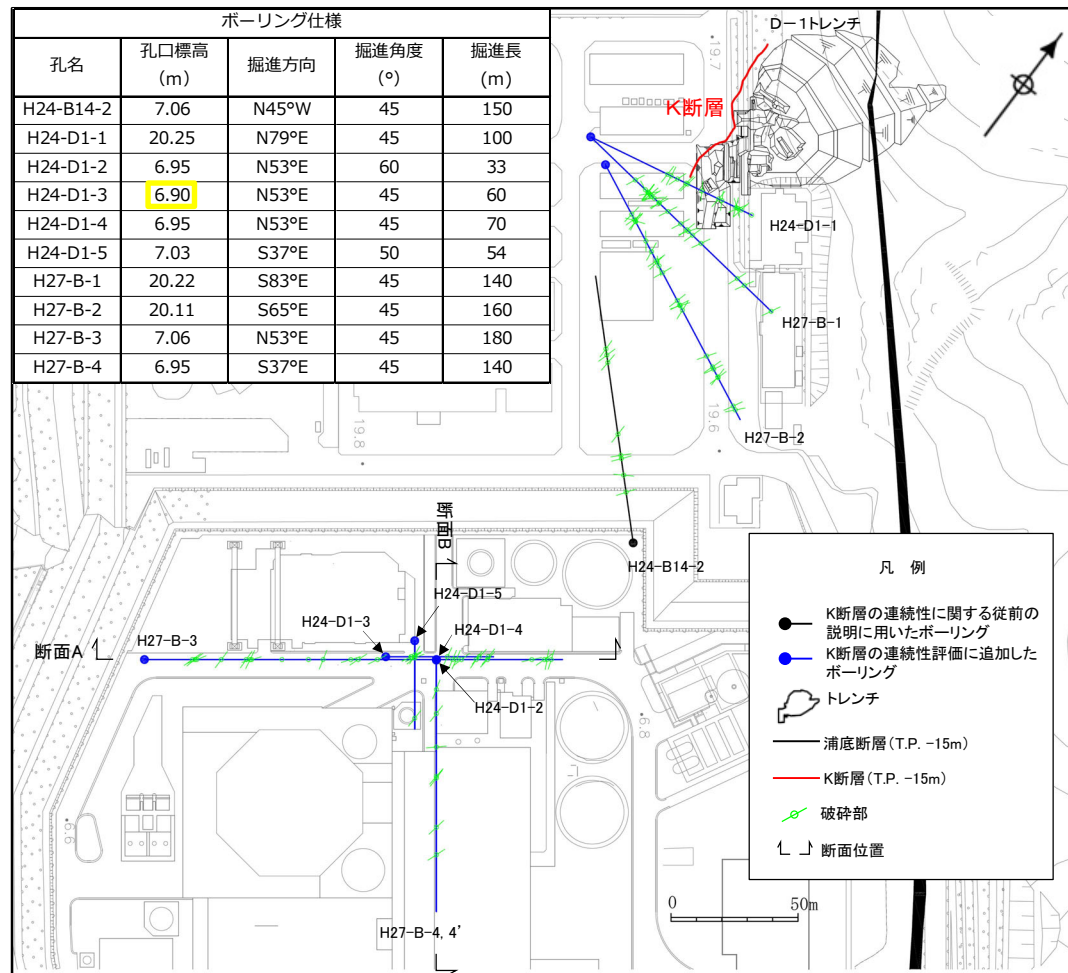 ボーリング仕様
孔名 孔口標高(m) 掘進方向 掘進角度(°) 掘進長(m)
H24-B14-2 7.06 N45°W 45 150
H24-D1-1 20.25 N79°E 45 100
H24-D1-2 6.95 N53°E 60 33
H24-D1-3 6.90 N53°E 45 60
H24-D1-4 6.95 N53°E 45 70
H24-D1-5 7.03 S37°E 50 54
H27-B-1 20.22 S83°E 45 140
H27-B-2 20.11 S65°E 45 160
H27-B-3 7.06 N53°E 45 180
H27-B-4 6.95 S37°E 45 140
D-1トレンチ
19.7
K断層
H24-D1-1
H27-B-1
H27-B-2
19.6
19.8
H24-B14-2
断面B
H24-D1-5
H24-D1-3
H24-D1-4
断面A
H27-B-3
H24-D1-2
6.8
6.6
H27-B-4, 4'
凡 例
K断層の連続性に関する従前の
説明に用いたボーリング
K断層の連続性評価に追加した
ボーリング
トレンチ
浦底断層(T.P. -15m)
K断層(T.P. -15m)
破砕部
断面位置
0 50m